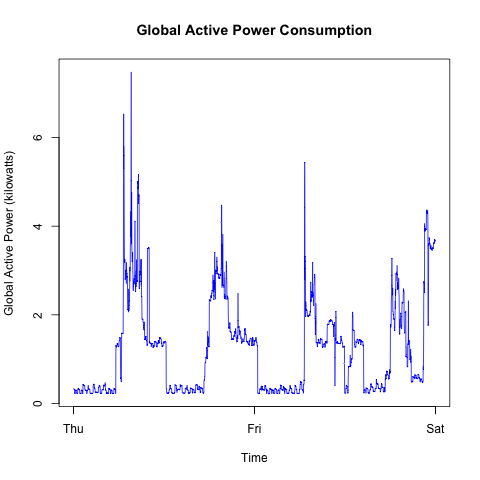 Global Active Power Consumption
Global Active Power (kilowatts)
6
4
2
0
Thu
Fri
Sat
Time